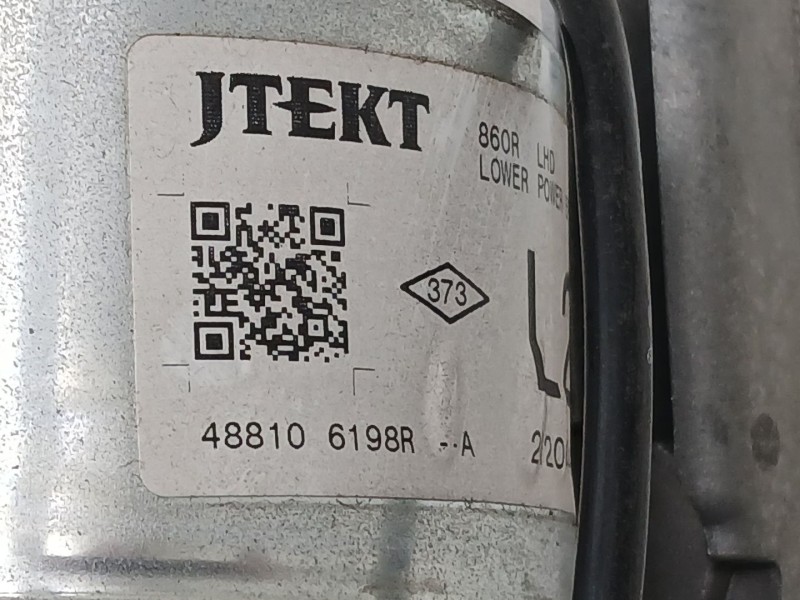 JTEKT
860R LHD
LOWER POWER
373
48810 6198R --A